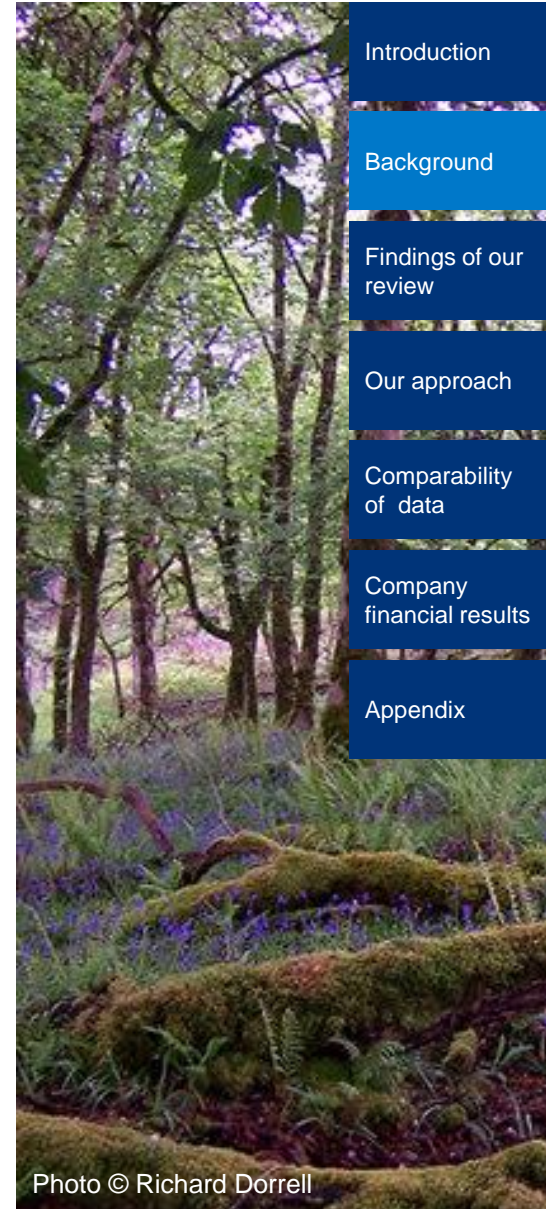 Introduction
Background
Findings of our
review
Our approach
Comparability
of data
Company
financial results
Appendix
Photo © Richard Dorrell